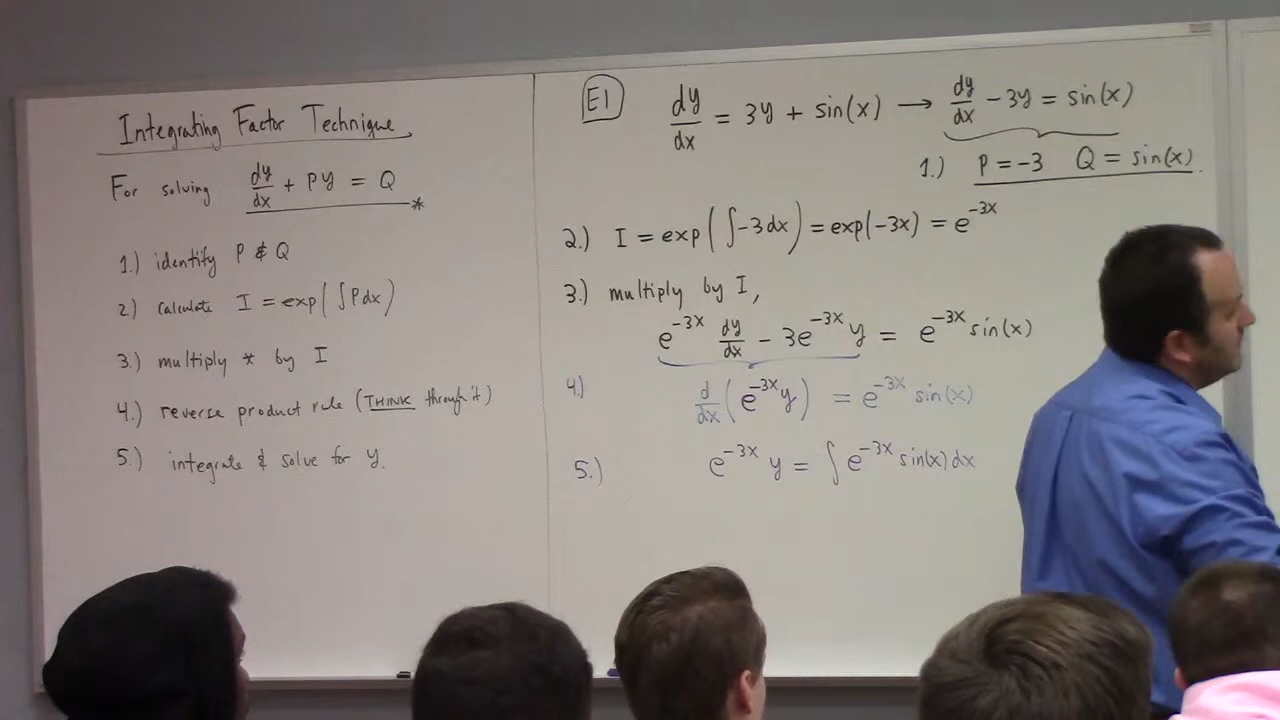 Integrating Factor Technique
For solving dy/dx + Py = Q *
1.) identify P & Q
2.) calculate I = exp(∫Pdx)
3.) multiply * by I
4.) reverse product rule (THINK through it)
5.) integrate & solve for y.
E1 dy/dx = 3y + sin(x) → dy/dx - 3y = sin(x)
1.) P = -3 Q = sin(x).
2.) I = exp(∫-3dx) = exp(-3x) = e^{-3x}
3.) multiply by I,
e^{-3x} dy/dx - 3e^{-3x}y = e^{-3x} sin(x)
4.) d/dx(e^{-3x}y) = e^{-3x} sin(x)
5.) e^{-3x} y = ∫e^{-3x} sin(x) dx